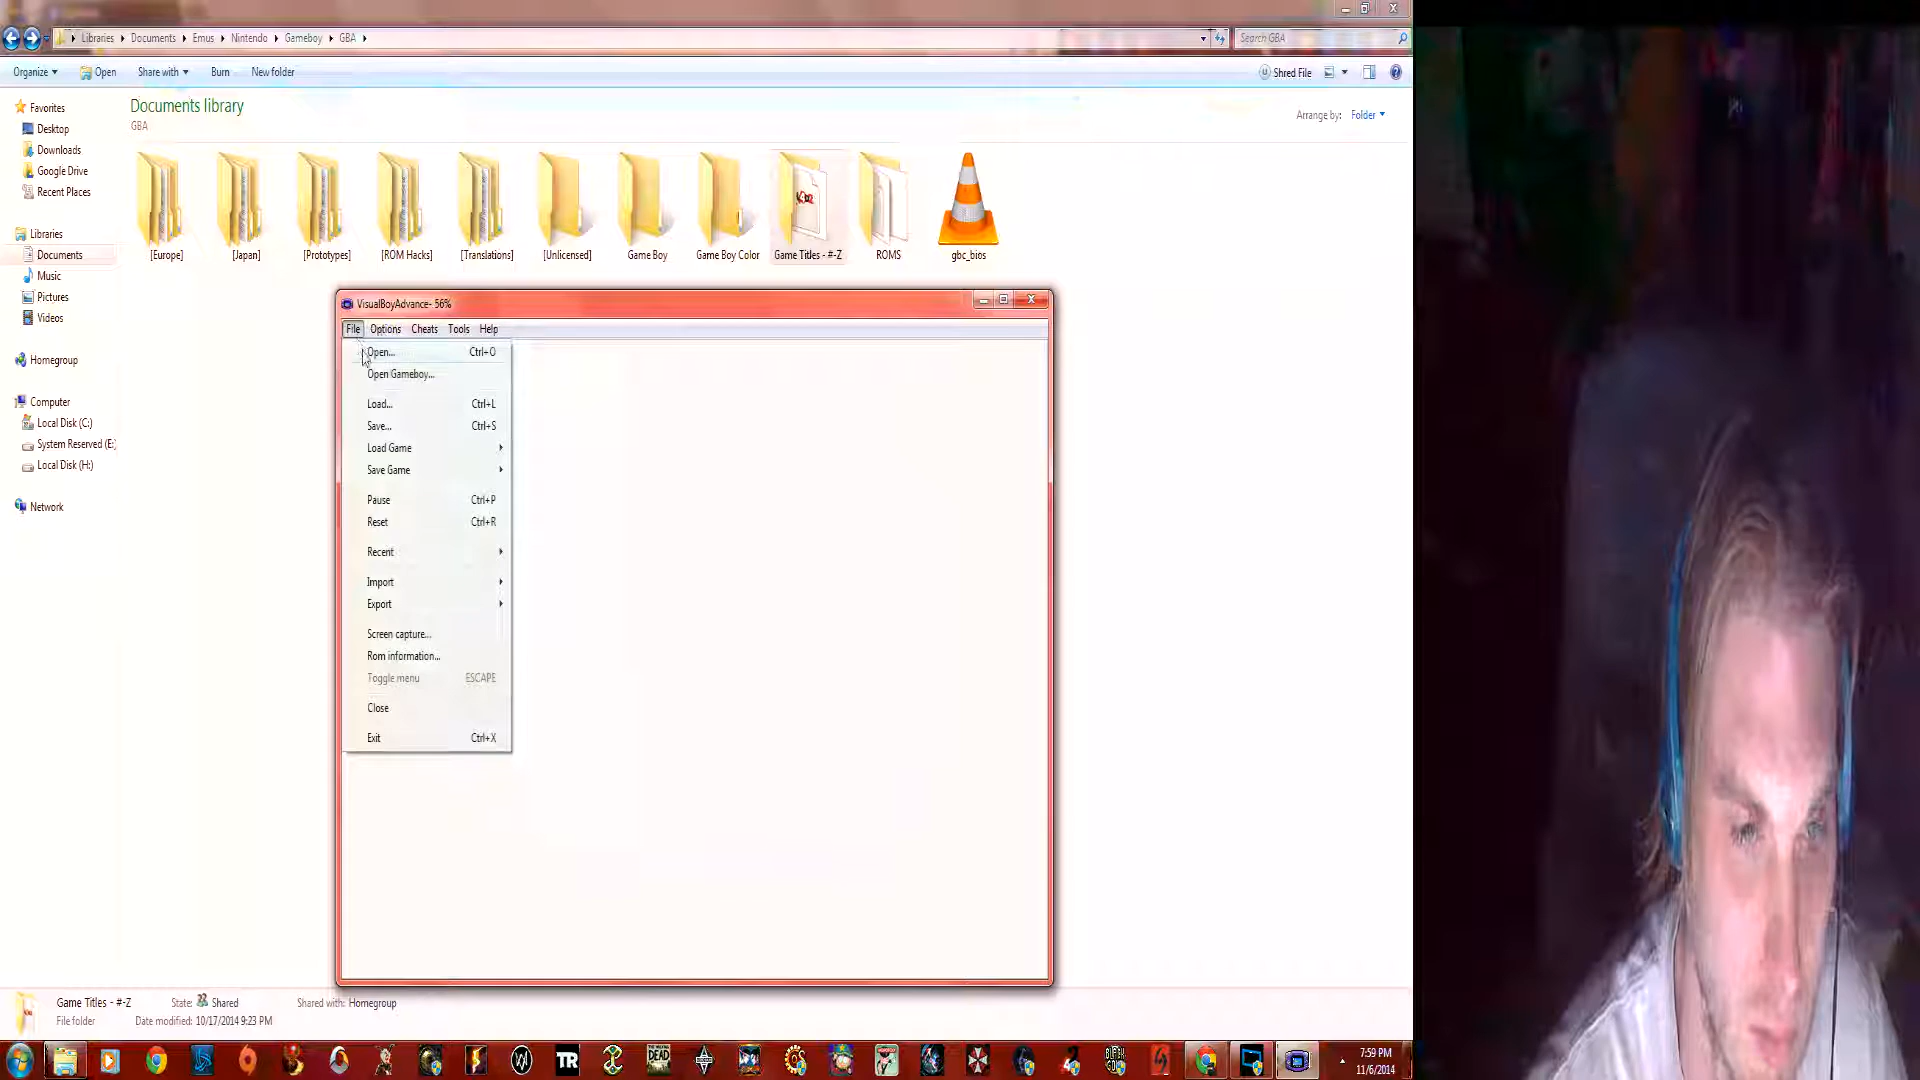 Libraries Documents Emus Nintendo Gameboy GBA
Search GBA
Organize Open Share with Burn New folder
Shred File
Documents library
GBA
Arrange by: Folder
Favorites
Desktop
Downloads
Google Drive
Recent Places
Libraries
Documents
Music
Pictures
Videos
Homegroup
Computer
Local Disk (C:)
System Reserved (E:)
Local Disk (H:)
Network
[Europe] [Japan] [Prototypes] [ROM Hacks] [Translations] [Unlicensed] Game Boy Game Boy Color Game Titles - #-Z ROMS gbc_bios
VisualBoyAdvance- 56%
File Options Cheats Tools Help
Open... Ctrl+O
Open Gameboy...
Load... Ctrl+L
Save... Ctrl+S
Load Game
Save Game
Pause Ctrl+P
Reset Ctrl+R
Recent
Import
Export
Screen capture...
Rom information...
Toggle menu ESCAPE
Close
Exit Ctrl+X
Game Titles - #-Z State: Shared Shared with: Homegroup
File folder Date modified: 10/17/2014 9:23 PM
TR
DEAD
7:59 PM
11/6/2014